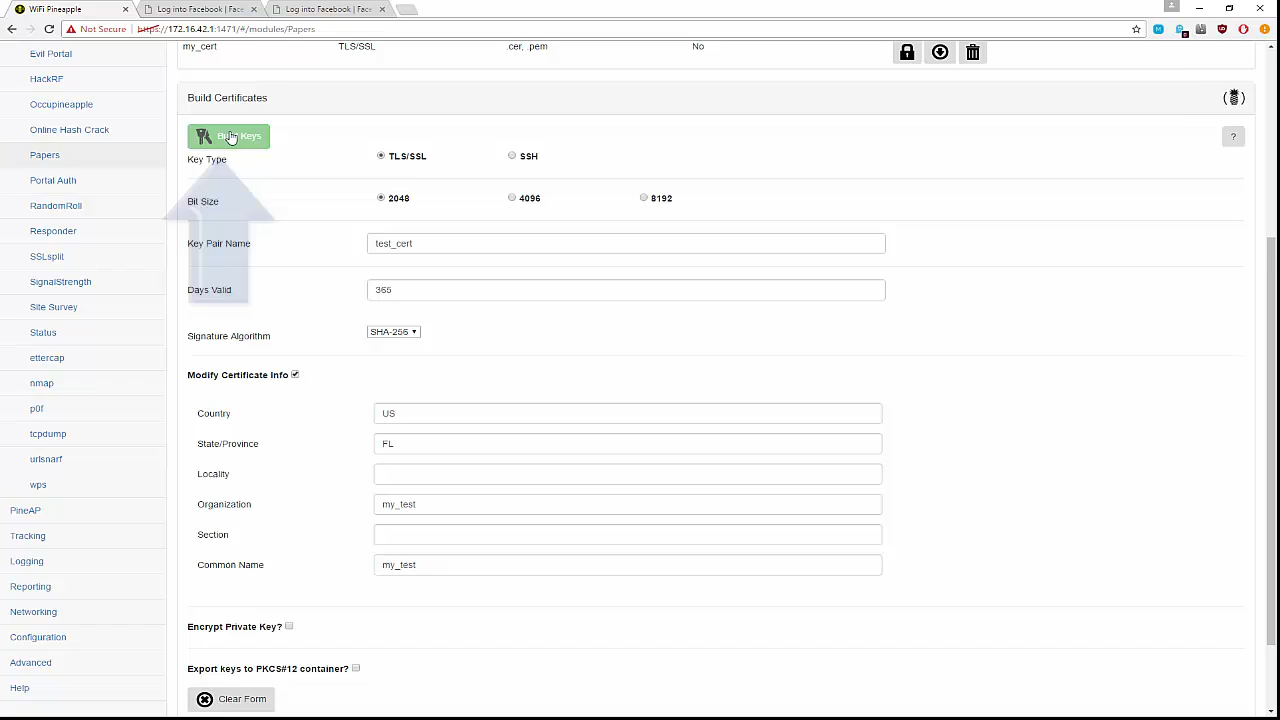 WiFi Pineapple
Log into Facebook | Fac
Log into Facebook | Fac
Not Secure
https://172.16.42.1:1471/#/modules/Papers
my_cert TLS/SSL .cer, .pem No
Evil Portal
HackRF
Occupineapple
Online Hash Crack
Papers
Portal Auth
RandomRoll
Responder
SSLsplit
SignalStrength
Site Survey
Status
ettercap
nmap
p0f
tcpdump
urlsnarf
wps
PineAP
Tracking
Logging
Reporting
Networking
Configuration
Advanced
Help
Build Certificates
Build Keys
?
Key Type TLS/SSL SSH
Bit Size 2048 4096 8192
Key Pair Name test_cert
Days Valid 365
Signature Algorithm SHA-256
Modify Certificate Info
Country US
State/Province FL
Locality
Organization my_test
Section
Common Name my_test
Encrypt Private Key?
Export keys to PKCS#12 container?
Clear Form